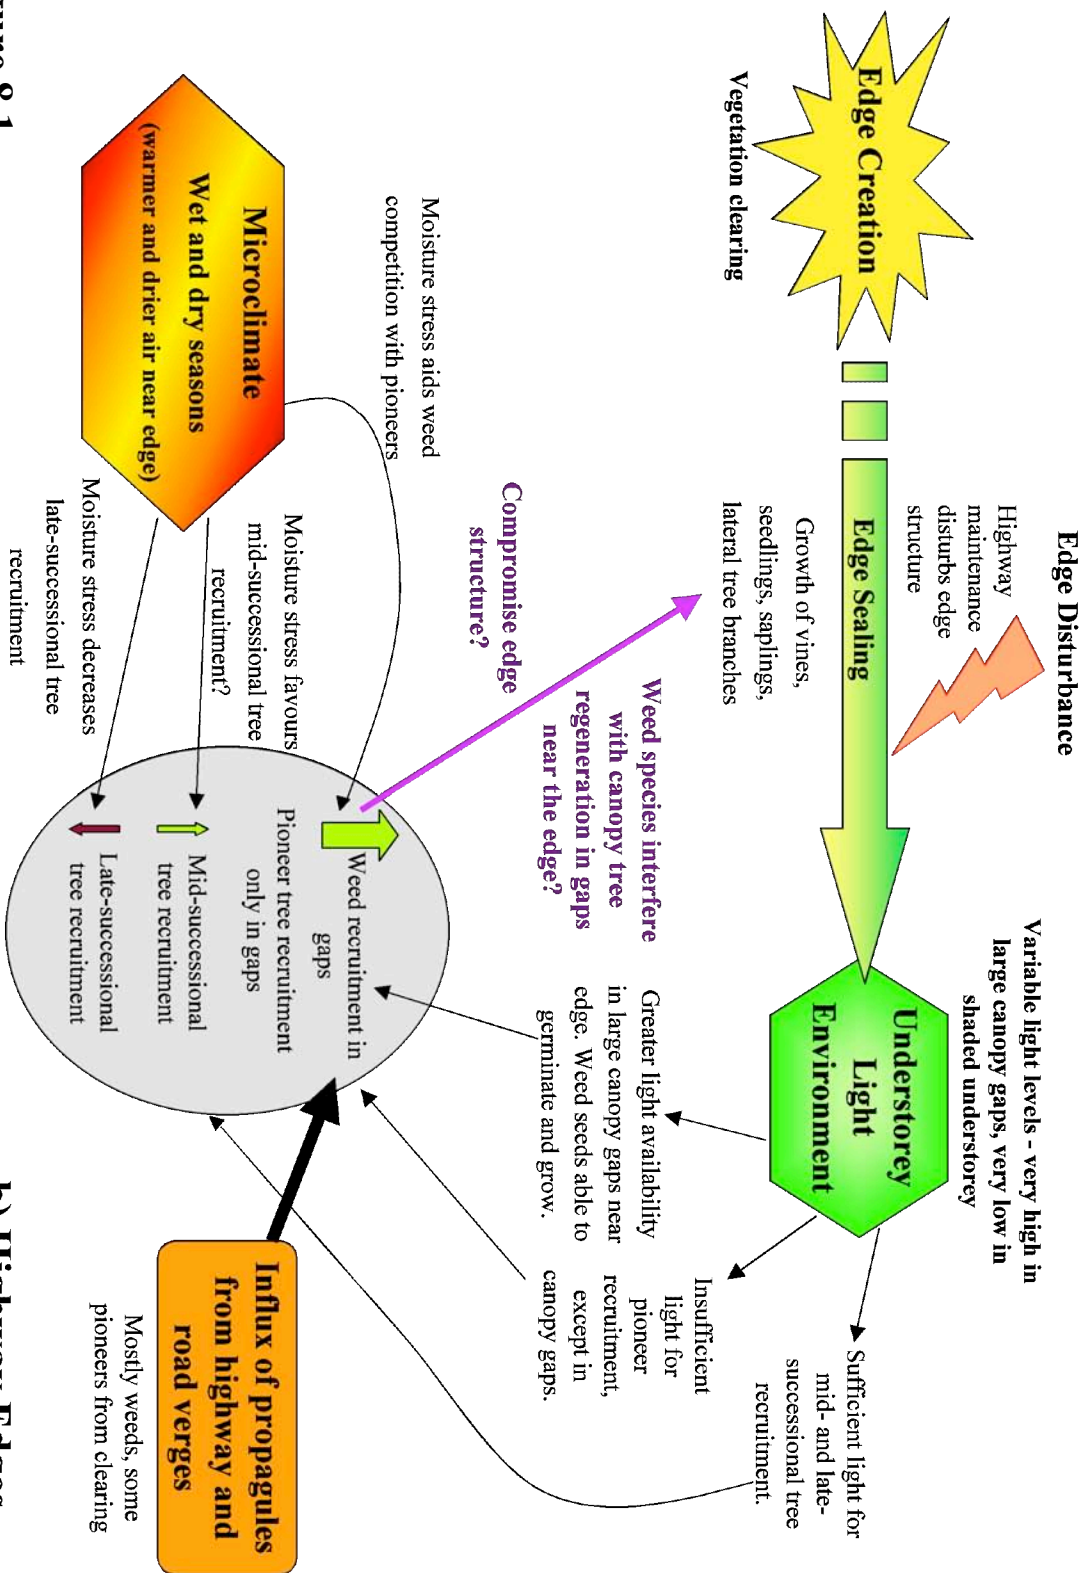 Edge Disturbance
Highway
maintenance
disturbs edge
structure
Edge Creation
Vegetation clearing
Edge Sealing
Growth of vines,
seedlings, saplings,
lateral tree branches
Variable light levels - very high in
large canopy gaps, very low in
shaded understorey
Understorey
Light
Environment
Sufficient light for
mid- and late-
successional tree
recruitment.
Insufficient
light for
pioneer
recruitment,
except in
canopy gaps.
Greater light availability
in large canopy gaps near
edge. Weed seeds able to
germinate and grow.
Weed species interfere
with canopy tree
regeneration in gaps
near the edge?
Compromise edge
structure?
Moisture stress aids weed
competition with pioneers
Microclimate
Wet and dry seasons
(warmer and drier air near edge)
Moisture stress favours
mid-successional tree
recruitment?
Moisture stress decreases
late-successional tree
recruitment
Weed recruitment in
gaps
Pioneer tree recruitment
only in gaps
Mid-successional
tree recruitment
Late-successional
tree recruitment
Influx of propagules
from highway and
road verges
Mostly weeds, some
pioneers from clearing
8.1
b) Highway Edges